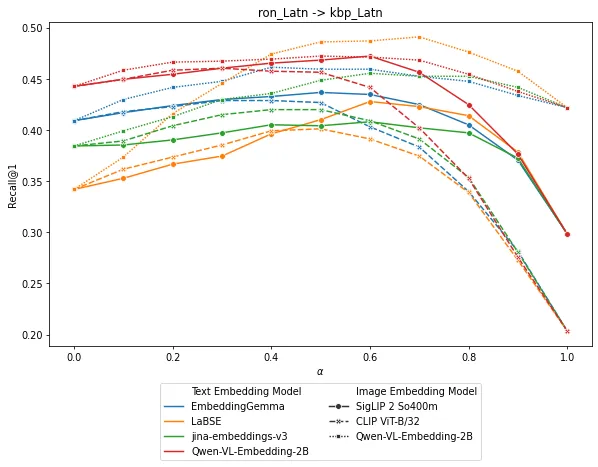 ron_Latn -> kbp_Latn
Recall@1
0.50
0.45
0.40
0.35
0.30
0.25
0.20
0.0 0.2 0.4 0.6 0.8 1.0
α
Text Embedding Model
EmbeddingGemma
LaBSE
jina-embeddings-v3
Qwen-VL-Embedding-2B
Image Embedding Model
SigLIP 2 So400m
CLIP ViT-B/32
Qwen-VL-Embedding-2B